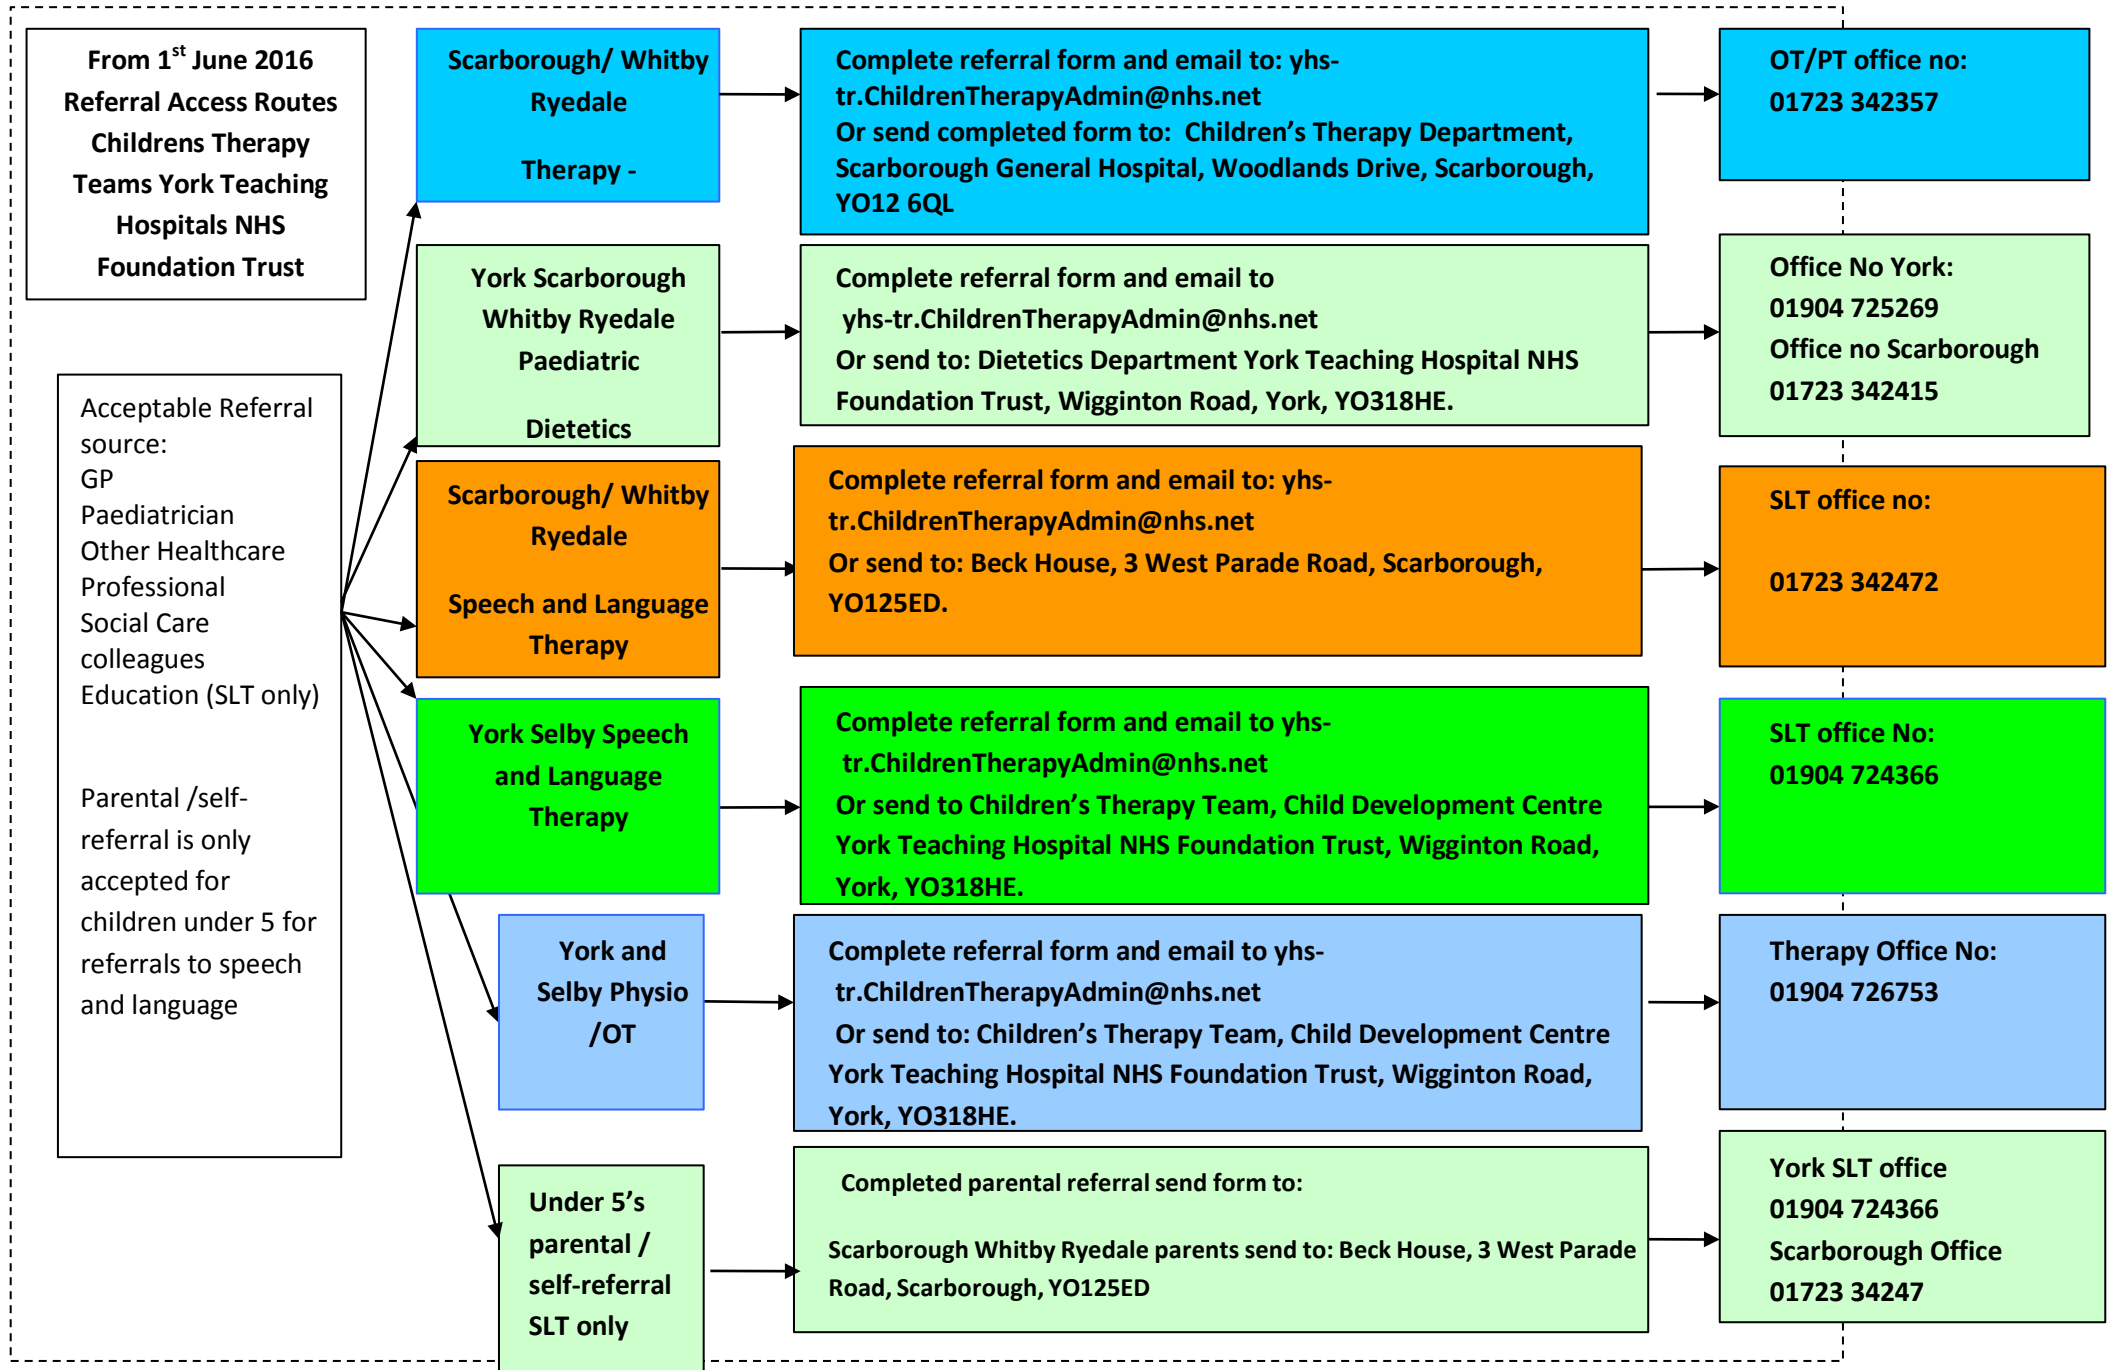 From 1st June 2016
Referral Access Routes
Childrens Therapy
Teams York Teaching
Hospitals NHS
Foundation Trust
Acceptable Referral
source:
GP
Paediatrician
Other Healthcare
Professional
Social Care
colleagues
Education (SLT only)
Parental /self-
referral is only
accepted for
children under 5 for
referrals to speech
and language
Scarborough/ Whitby
Ryedale
Therapy -
Complete referral form and email to: yhs-
tr.ChildrenTherapyAdmin@nhs.net
Or send completed form to: Children's Therapy Department,
Scarborough General Hospital, Woodlands Drive, Scarborough,
YO12 6QL
OT/PT office no:
01723 342357
York Scarborough
Whitby Ryedale
Paediatric
Dietetics
Complete referral form and email to
yhs-tr.ChildrenTherapyAdmin@nhs.net
Or send to: Dietetics Department York Teaching Hospital NHS
Foundation Trust, Wigginton Road, York, YO318HE.
Office No York:
01904 725269
Office no Scarborough
01723 342415
Scarborough/ Whitby
Ryedale
Speech and Language
Therapy
Complete referral form and email to: yhs-
tr.ChildrenTherapyAdmin@nhs.net
Or send to: Beck House, 3 West Parade Road, Scarborough,
YO125ED.
SLT office no:
01723 342472
York Selby Speech
and Language
Therapy
Complete referral form and email to yhs-
tr.ChildrenTherapyAdmin@nhs.net
Or send to Children's Therapy Team, Child Development Centre
York Teaching Hospital NHS Foundation Trust, Wigginton Road,
York, YO318HE.
SLT office No:
01904 724366
York and
Selby Physio
/OT
Complete referral form and email to yhs-
tr.ChildrenTherapyAdmin@nhs.net
Or send to: Children's Therapy Team, Child Development Centre
York Teaching Hospital NHS Foundation Trust, Wigginton Road,
York, YO318HE.
Therapy Office No:
01904 726753
Under 5's
parental /
self-referral
SLT only
Completed parental referral send form to:
Scarborough Whitby Ryedale parents send to: Beck House, 3 West Parade
Road, Scarborough, YO125ED
York SLT office
01904 724366
Scarborough Office
01723 34247